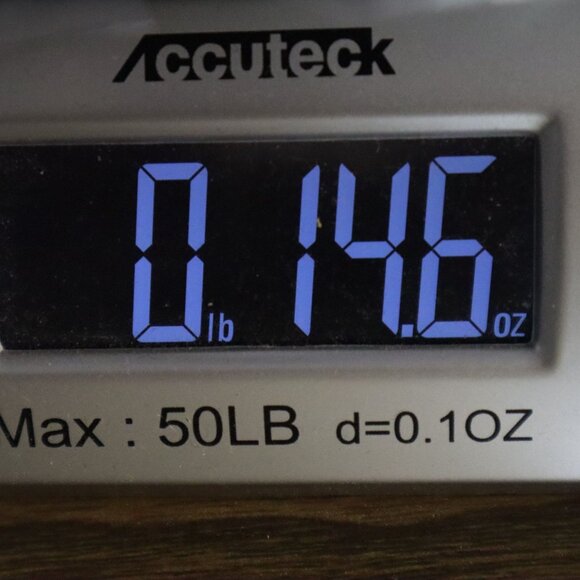 Accuteck
0 lb 14.6 oz
Max : 50LB d=0.1OZ